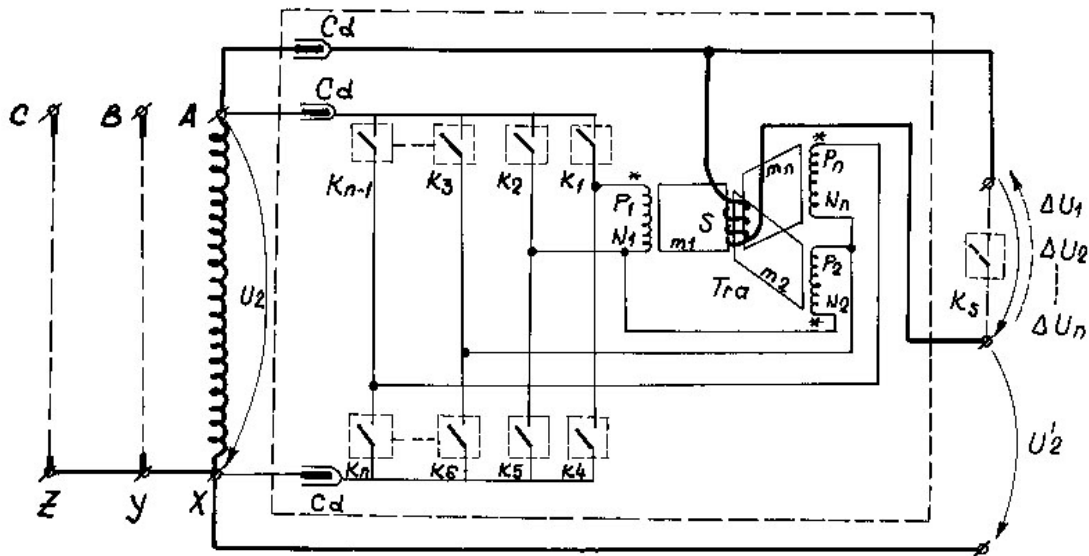 Cd
Cd
C B A
Kn-1 K3 K2 K1
* P1 N1
m1
S
mn
* Pn Nn
m2
P2 N2 *
Tra
U2
ΔU1
ΔU2
ΔUn
Ks
U'2
Kn K6 K5 K4
Z Y X
Cd